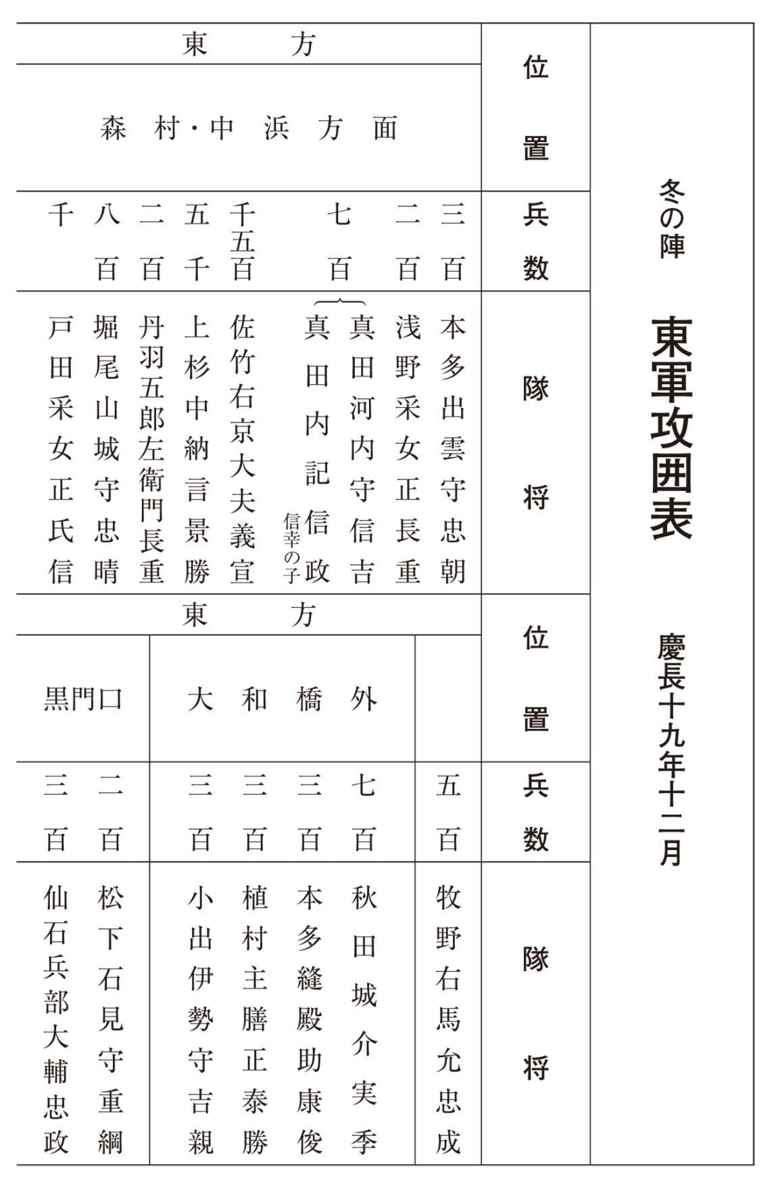 冬の陣 東軍攻囲表 慶長十九年十二月
位置 兵数 隊将
東方
森村・中浜方面
三百 本多出雲守忠朝
二百 浅野采女正長重
七百 真田河内守信吉
真田内記信政 信幸の子
千五百 佐竹右京大夫義宣
五千 上杉中納言景勝
二百 丹羽五郎左衛門長重
八百 堀尾山城守忠晴
千 戸田采女正氏信
位置 兵数 隊将
東方
五百 牧野右馬允忠成
大和橋外
七百 秋田城介実季
三百 本多縫殿助康俊
三百 植村主膳正泰勝
三百 小出伊勢守吉親
黒門口
二百 松下石見守重綱
三百 仙石兵部大輔忠政